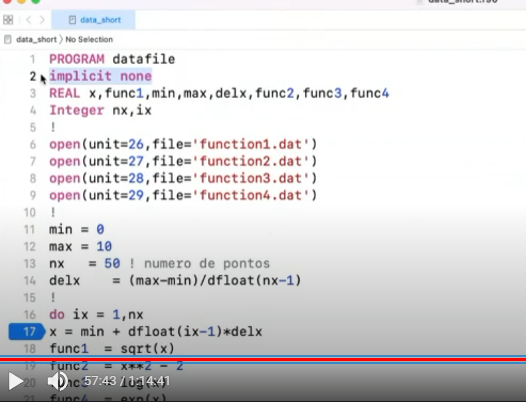 data_short.f90
data_short
data_short ⟩ No Selection
1 PROGRAM datafile
2 implicit none
3 REAL x,func1,min,max,delx,func2,func3,func4
4 Integer nx,ix
5 !
6 open(unit=26,file='function1.dat')
7 open(unit=27,file='function2.dat')
8 open(unit=28,file='function3.dat')
9 open(unit=29,file='function4.dat')
10 !
11 min = 0
12 max = 10
13 nx = 50 ! numero de pontos
14 delx = (max-min)/dfloat(nx-1)
15 !
16 do ix = 1,nx
17 x = min + dfloat(ix-1)*delx
18 func1 = sqrt(x)
19 func2 = x**2 - 2
57:43 / 1:14:41
21 func4 = exp(x)